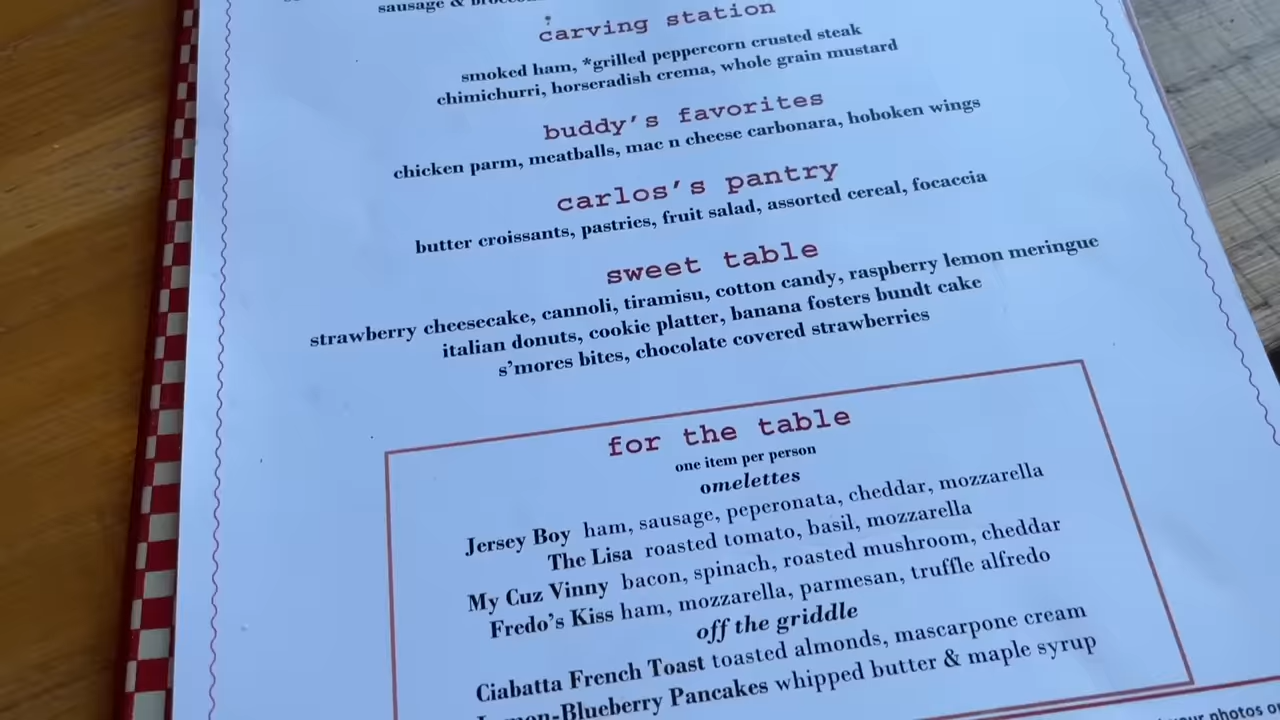 sausage &
carving station
smoked ham, *grilled peppercorn crusted steak
chimichurri, horseradish crema, whole grain mustard
buddy's favorites
chicken parm, meatballs, mac n cheese carbonara, hoboken wings
carlos's pantry
butter croissants, pastries, fruit salad, assorted cereal, focaccia
sweet table
strawberry cheesecake, cannoli, tiramisu, cotton candy, raspberry lemon meringue
italian donuts, cookie platter, banana fosters bundt cake
s'mores bites, chocolate covered strawberries
for the table
one item per person
omelettes
Jersey Boy ham, sausage, peperonata, cheddar, mozzarella
The Lisa roasted tomato, basil, mozzarella
My Cuz Vinny bacon, spinach, roasted mushroom, cheddar
Fredo's Kiss ham, mozzarella, parmesan, truffle alfredo
off the griddle
Ciabatta French Toast toasted almonds, mascarpone cream
Lemon-Blueberry Pancakes whipped butter & maple syrup
your photos